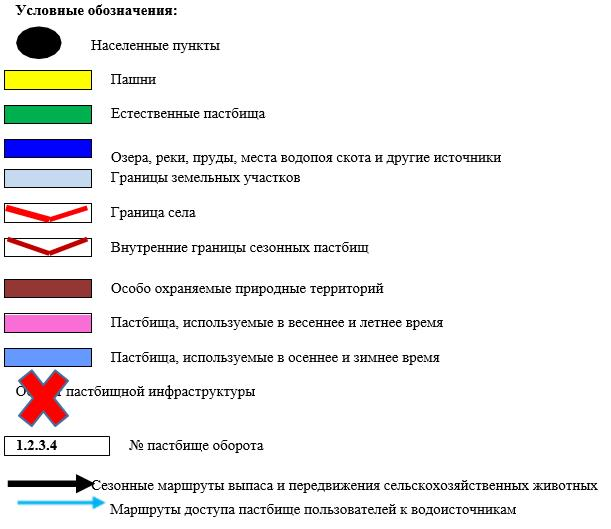 Условные обозначения:
Населенные пункты
Пашни
Естественные пастбища
Озера, реки, пруды, места водопоя скота и другие источники
Границы земельных участков
Граница села
Внутренние границы сезонных пастбищ
Особо охраняемые природные территорий
Пастбища, используемые в весеннее и летнее время
Пастбища, используемые в осеннее и зимнее время
пастбищной инфраструктуры
1.2.3.4 № пастбище оборота
Сезонные маршруты выпаса и передвижения сельскохозяйственных животных
Маршруты доступа пастбище пользователей к водоисточникам